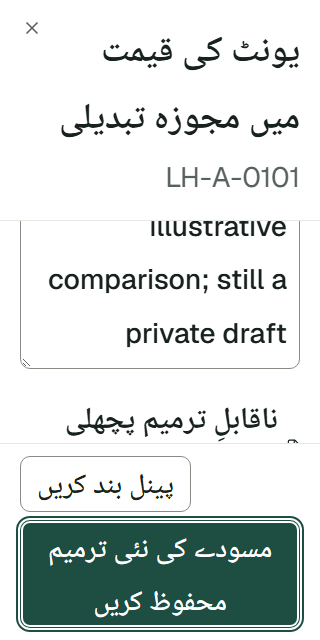 یونٹ کی قیمت
میں مجوزہ تبدیلی
LH-A-0101
illustrative
comparison; still a
private draft
ناقابلِ ترمیم پچھلی
پینل بند کریں
مسودے کی نئی ترمیم
محفوظ کریں